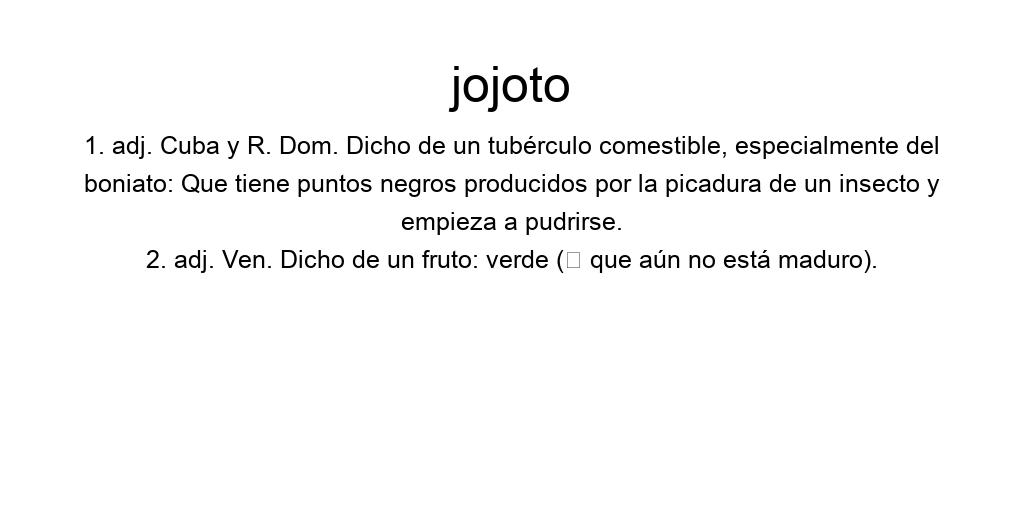 jojoto
1. adj. Cuba y R. Dom. Dicho de un tubérculo comestible, especialmente del
boniato: Que tiene puntos negros producidos por la picadura de un insecto y
empieza a pudrirse.
2. adj. Ven. Dicho de un fruto: verde (▯ que aún no está maduro).